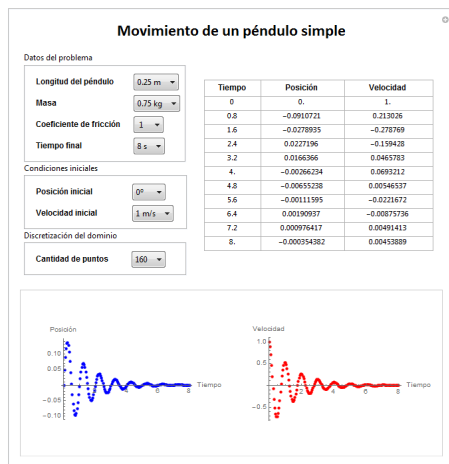 Movimiento de un péndulo simple
Datos del problema
Longitud del péndulo 0.25 m
Masa 0.75 kg
Coeficiente de fricción 1
Tiempo final 8 s
Condiciones iniciales
Posición inicial 0º
Velocidad inicial 1 m/s
Discretización del dominio
Cantidad de puntos 160
Tiempo Posición Velocidad
0 0. 1.
0.8 -0.0910721 0.213026
1.6 -0.0278935 -0.278769
2.4 0.0227196 -0.159428
3.2 0.0166366 0.0465783
4. -0.00266234 0.0693212
4.8 -0.00655238 0.00546537
5.6 -0.00111595 -0.0221672
6.4 0.00190937 -0.00875736
7.2 0.000976417 0.00491413
8. -0.000354382 0.00453889
Posición
0.10
0.05
-0.05
-0.10
4 6 8
Tiempo
Velocidad
1.0
0.5
-0.5
2 4 6 8
Tiempo